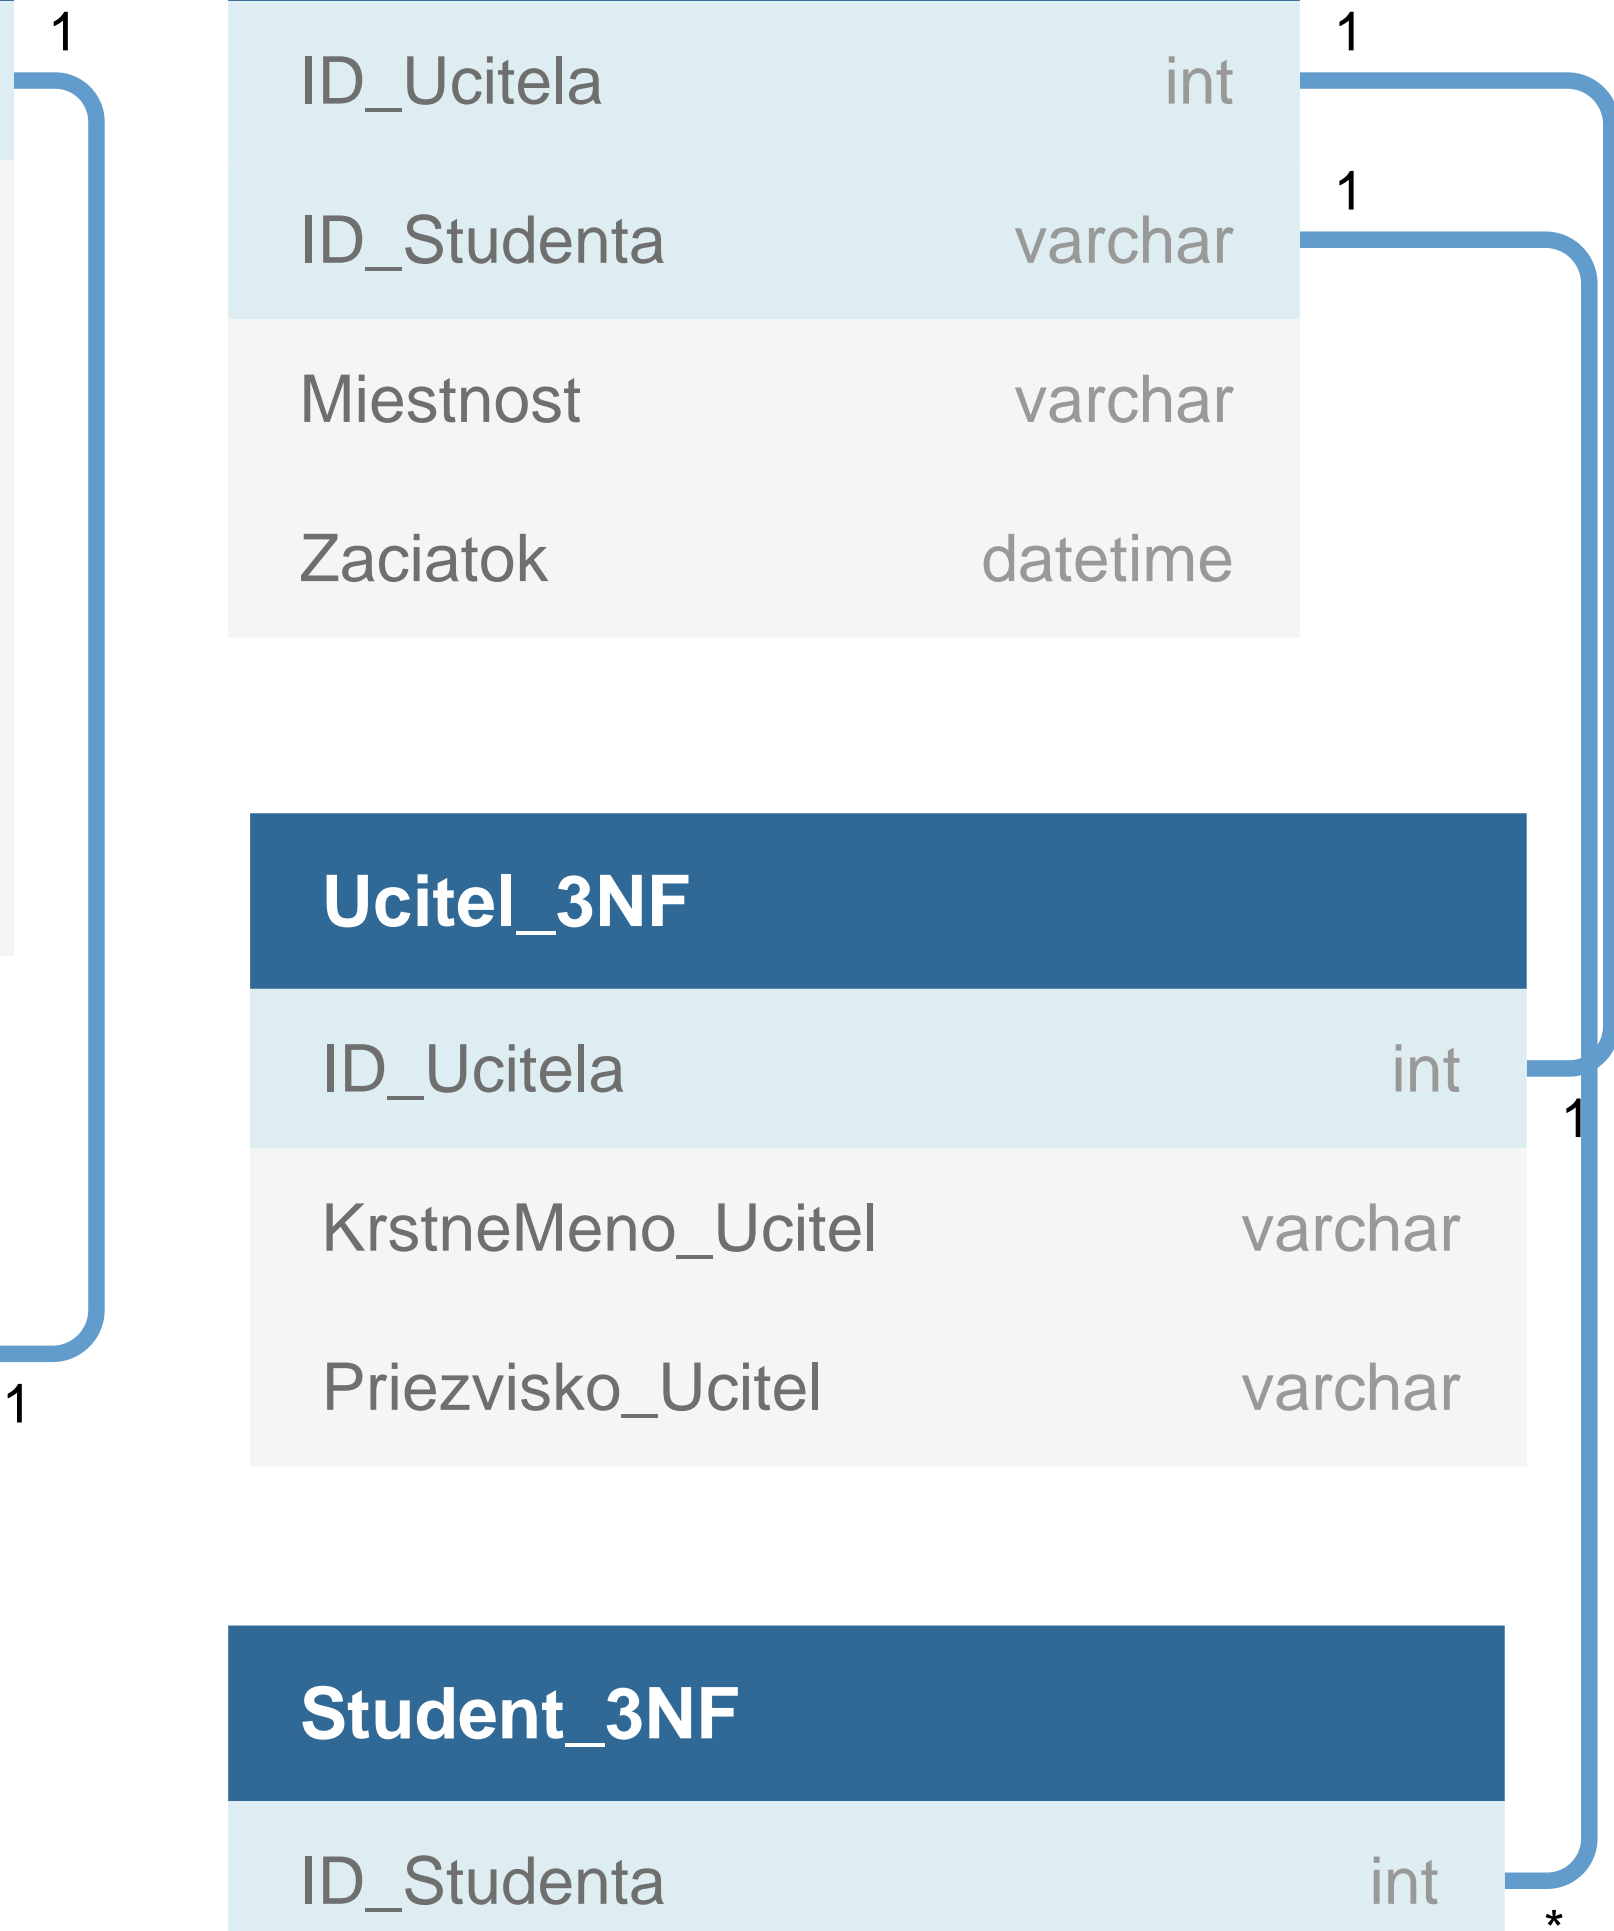 1
1
ID_Ucitela int
1
ID_Studenta varchar
Miestnost varchar
Zaciatok datetime
Ucitel_3NF
ID_Ucitela int
1
KrstneMeno_Ucitel varchar
Priezvisko_Ucitel varchar
1
Student_3NF
ID_Studenta int
*